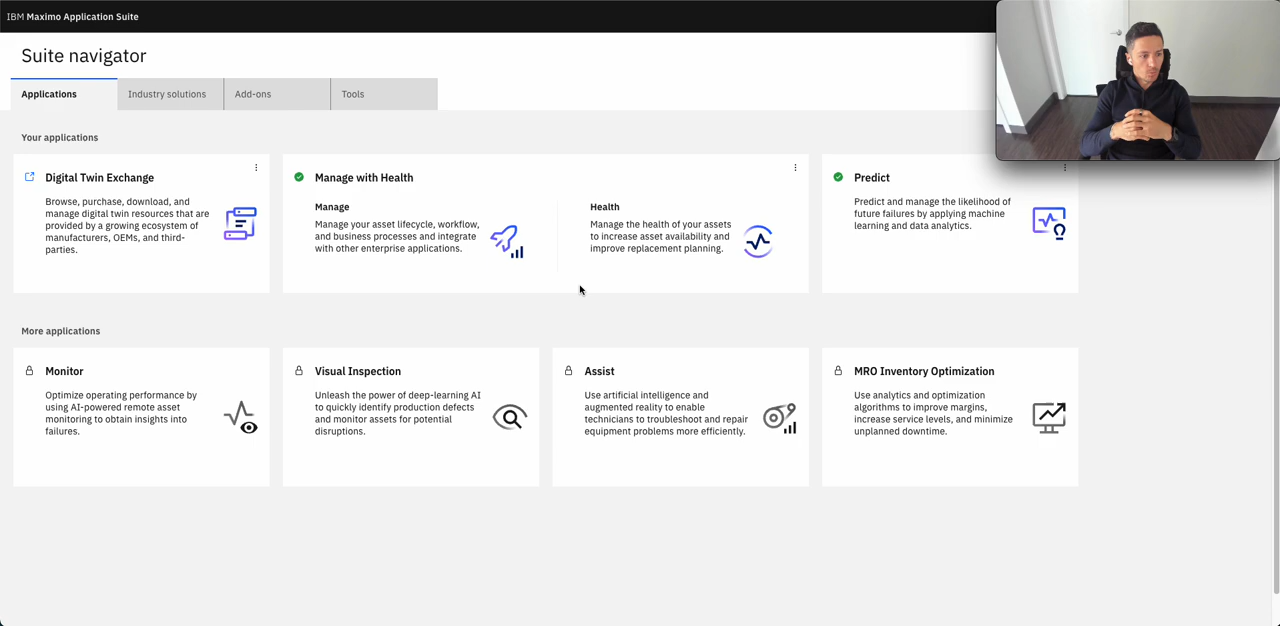 IBM Maximo Application Suite
Suite navigator
Applications
Industry solutions
Add-ons
Tools
Your applications
Digital Twin Exchange
Browse, purchase, download, and
manage digital twin resources that are
provided by a growing ecosystem of
manufacturers, OEMs, and third-
parties.
Manage with Health
Manage
Manage your asset lifecycle, workflow,
and business processes and integrate
with other enterprise applications.
Health
Manage the health of your assets
to increase asset availability and
improve replacement planning.
Predict
Predict and manage the likelihood of
future failures by applying machine
learning and data analytics.
More applications
Monitor
Optimize operating performance by
using AI-powered remote asset
monitoring to obtain insights into
failures.
Visual Inspection
Unleash the power of deep-learning AI
to quickly identify production defects
and monitor assets for potential
disruptions.
Assist
Use artificial intelligence and
augmented reality to enable
technicians to troubleshoot and repair
equipment problems more efficiently.
MRO Inventory Optimization
Use analytics and optimization
algorithms to improve margins,
increase service levels, and minimize
unplanned downtime.